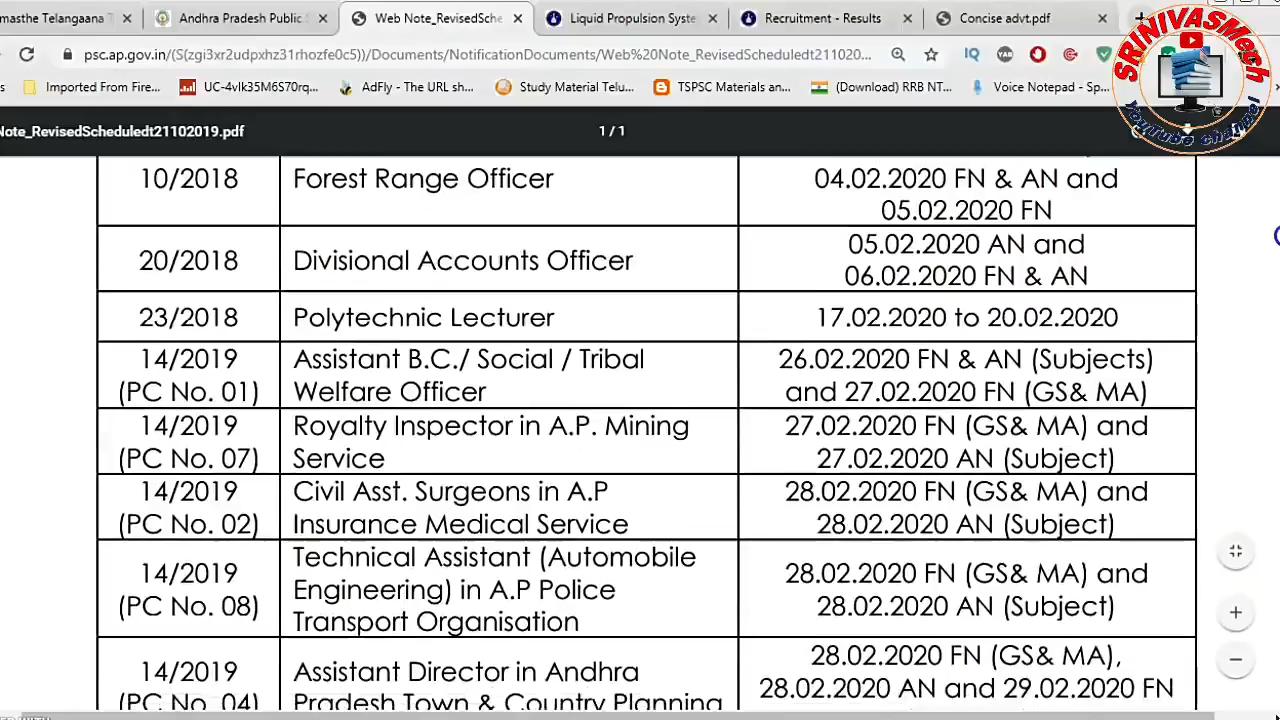 masthe Telangaana T
Andhra Pradesh Public S
Web Note_RevisedSche
Liquid Propulsion Syste
Recruitment - Results
Concise advt.pdf
psc.ap.gov.in/(S(zgi3xr2udpxhz31rhozfe0c5))/Documents/NotificationDocuments/Web%20Note_RevisedScheduledt211020...
IQ
YAB
s
Imported From Fire...
UC-4vlk35M6S70rq...
AdFly - The URL sh...
Study Material Telu...
TSPSC Materials an...
(Download) RRB NT...
Voice Notepad - Sp...
SRINIVASMech
YouTube channel
Note_RevisedScheduledt21102019.pdf
1 / 1
10/2018
Forest Range Officer
04.02.2020 FN & AN and
05.02.2020 FN
20/2018
Divisional Accounts Officer
05.02.2020 AN and
06.02.2020 FN & AN
23/2018
Polytechnic Lecturer
17.02.2020 to 20.02.2020
14/2019
(PC No. 01)
Assistant B.C./ Social / Tribal
Welfare Officer
26.02.2020 FN & AN (Subjects)
and 27.02.2020 FN (GS& MA)
14/2019
(PC No. 07)
Royalty Inspector in A.P. Mining
Service
27.02.2020 FN (GS& MA) and
27.02.2020 AN (Subject)
14/2019
(PC No. 02)
Civil Asst. Surgeons in A.P
Insurance Medical Service
28.02.2020 FN (GS& MA) and
28.02.2020 AN (Subject)
14/2019
(PC No. 08)
Technical Assistant (Automobile
Engineering) in A.P Police
Transport Organisation
28.02.2020 FN (GS& MA) and
28.02.2020 AN (Subject)
14/2019
(PC No. 04)
Assistant Director in Andhra
Pradesh Town & Country Planning
28.02.2020 FN (GS& MA),
28.02.2020 AN and 29.02.2020 FN